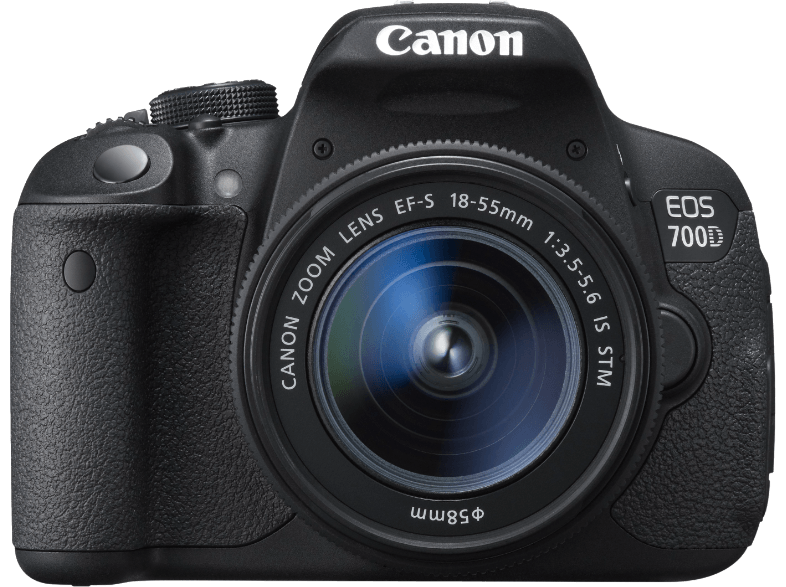 Canon
EOS
700D
CANON ZOOM LENS EF-S 18-55mm 1:3.5-5.6 IS STM
φ58mm